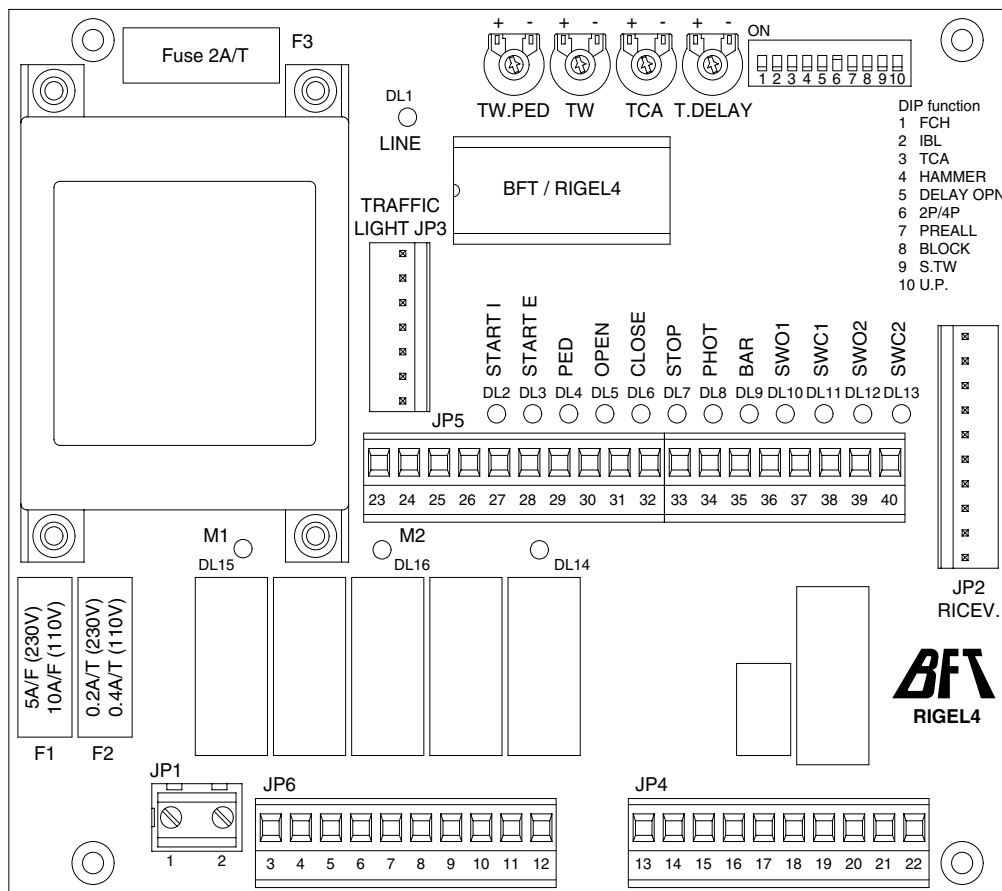 Fuse 2A/T
F3
+ - + - + - + -
TW.PED TW TCA T.DELAY
ON
1 2 3 4 5 6 7 8 9 10
DL1
LINE
DIP function
1 FCH
2 IBL
3 TCA
4 HAMMER
5 DELAY OPN
6 2P/4P
7 PREALL
8 BLOCK
9 S.TW
10 U.P.
BFT / RIGEL4
TRAFFIC
LIGHT JP3
START I
START E
PED
OPEN
CLOSE
STOP
PHOT
BAR
SWO1
SWC1
SWO2
SWC2
DL2 DL3 DL4 DL5 DL6 DL7 DL8 DL9 DL10 DL11 DL12 DL13
JP5
23 24 25 26 27 28 29 30 31 32 33 34 35 36 37 38 39 40
M1
M2
DL15
DL16
DL14
JP2
RICEV.
5A/F (230V)
10A/F (110V)
0.2A/T (230V)
0.4A/T (110V)
F1 F2
BFT
RIGEL4
JP1
1 2
JP6
3 4 5 6 7 8 9 10 11 12
JP4
13 14 15 16 17 18 19 20 21 22